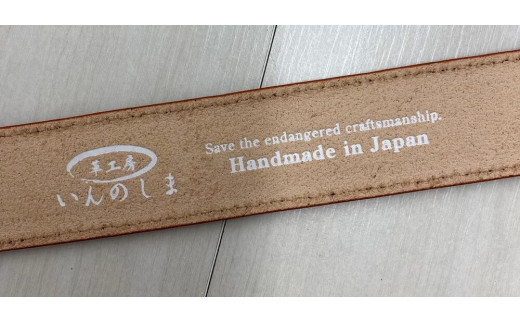 革工房
いんのしま
Save the endangered craftsmanship.
Handmade in Japan